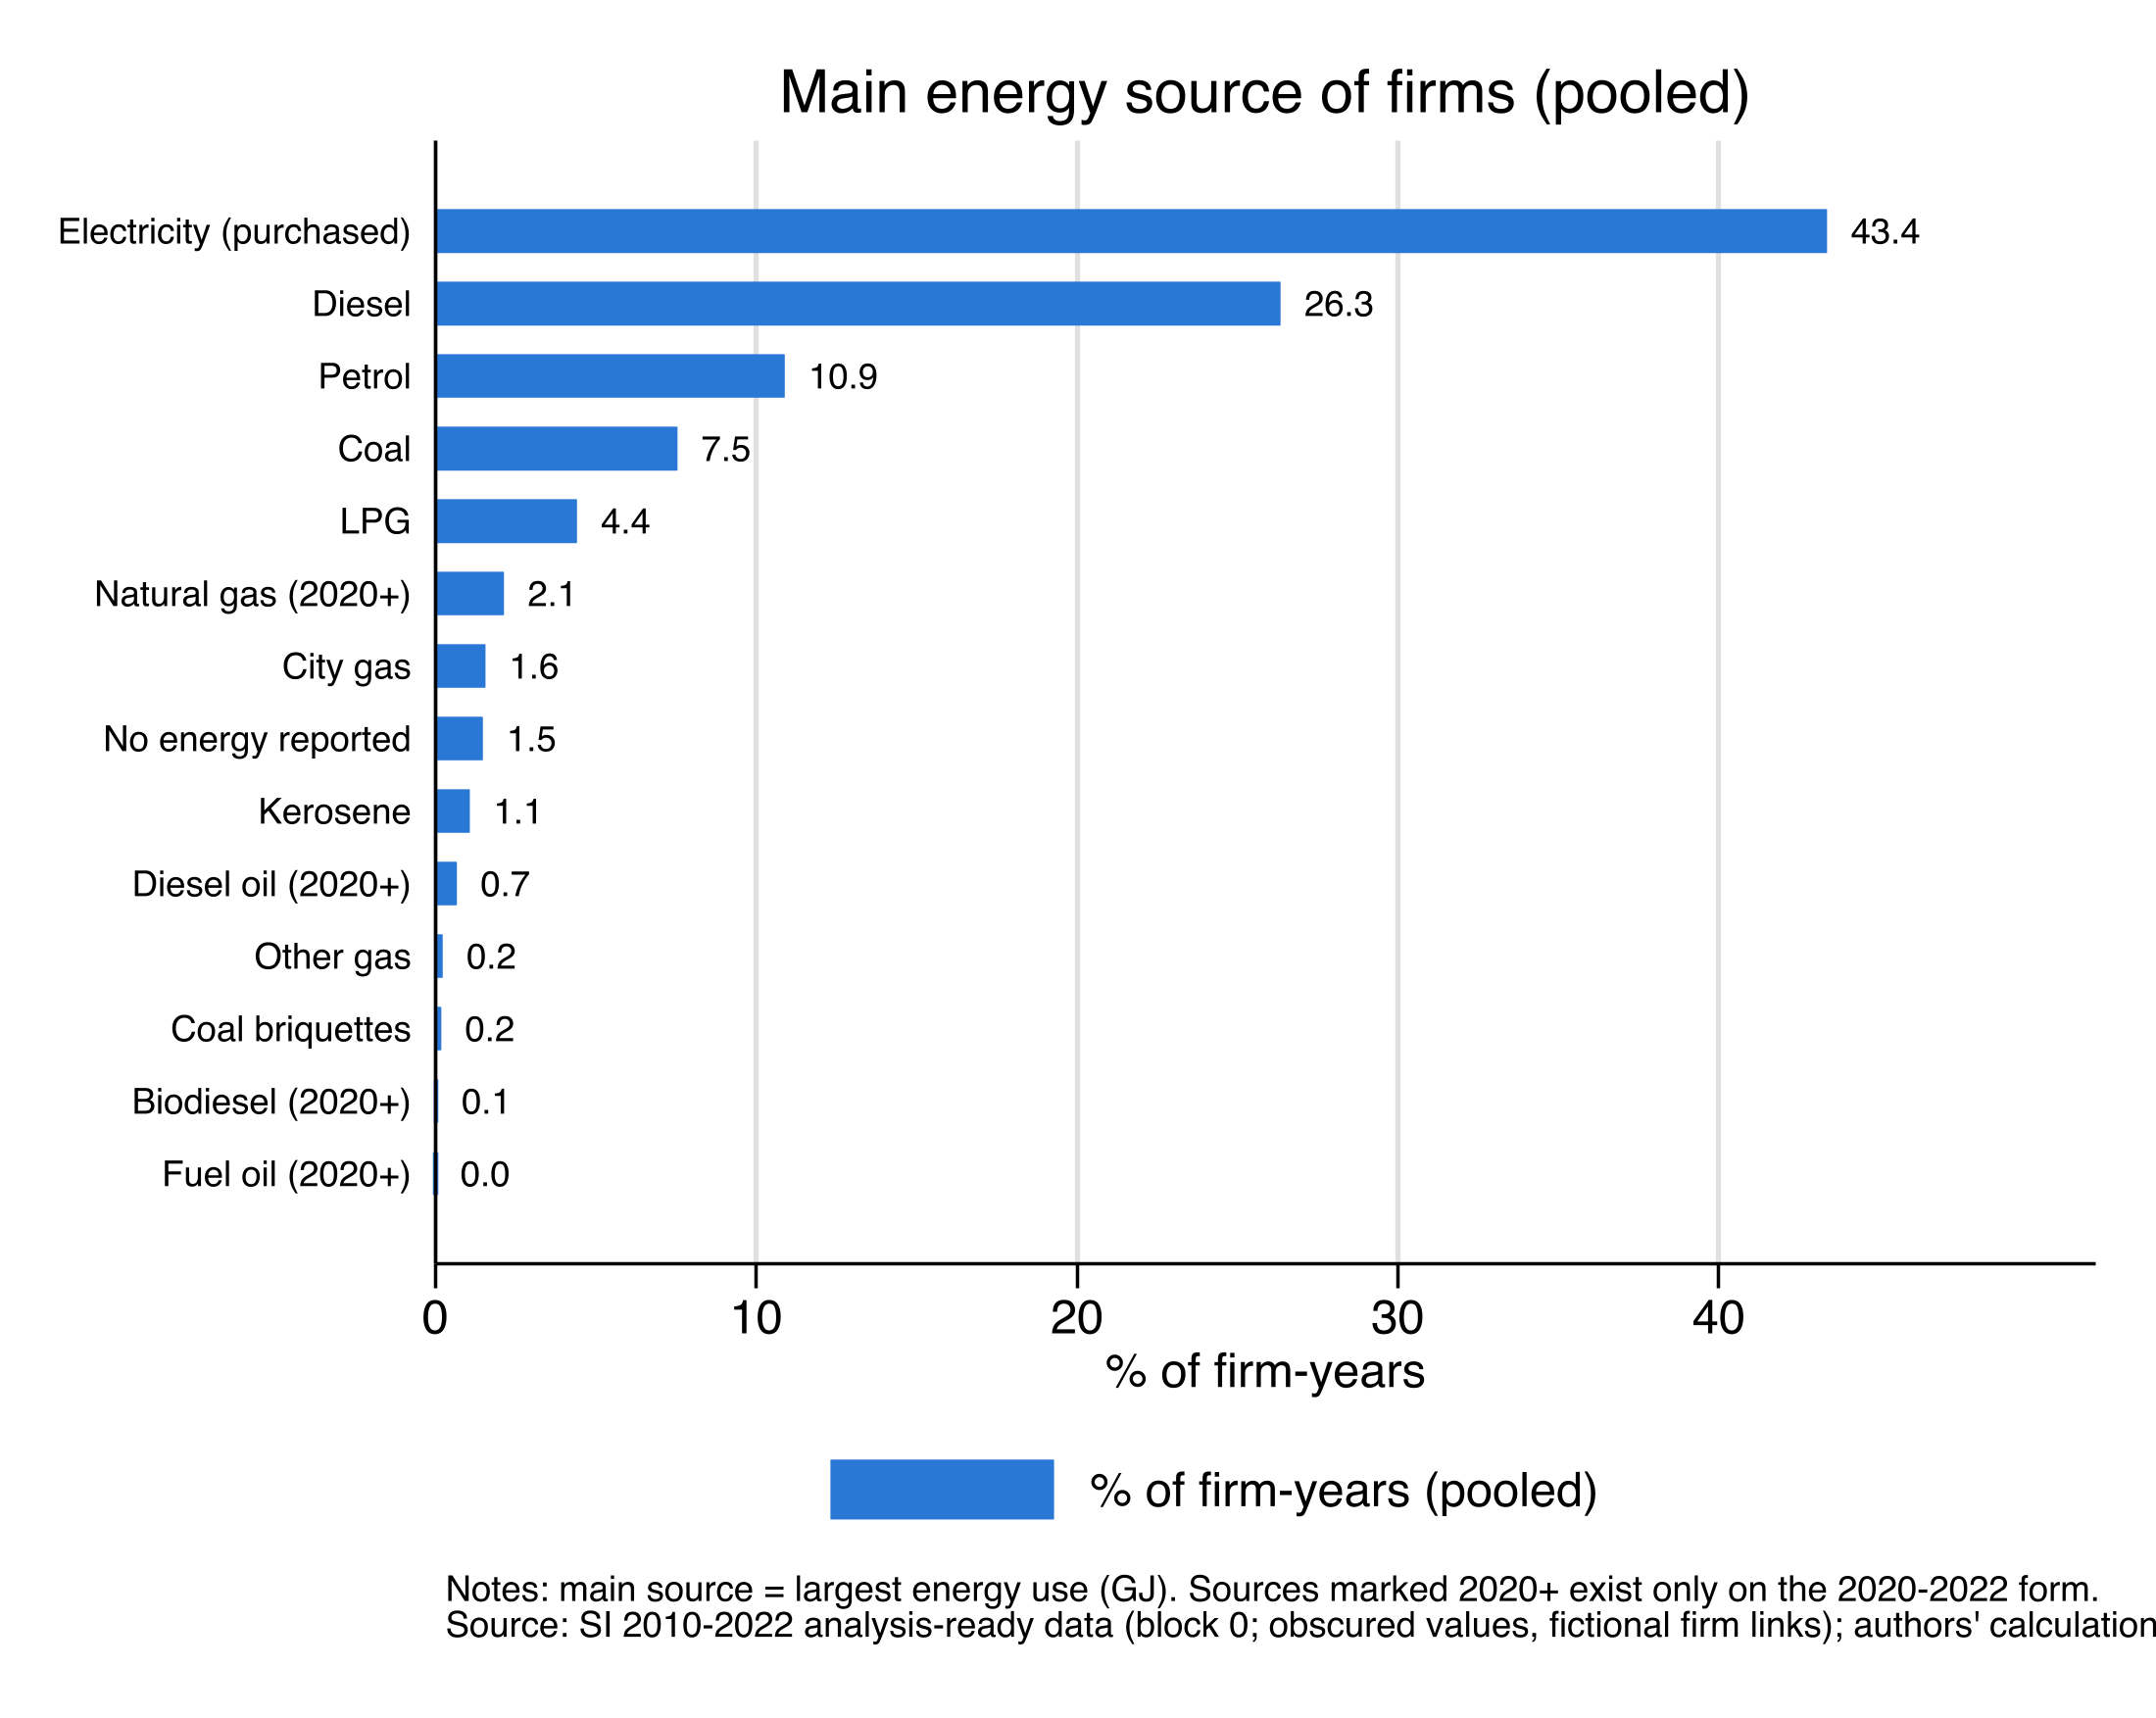 Main energy source of firms (pooled)
Electricity (purchased) 43.4
Diesel 26.3
Petrol 10.9
Coal 7.5
LPG 4.4
Natural gas (2020+) 2.1
City gas 1.6
No energy reported 1.5
Kerosene 1.1
Diesel oil (2020+) 0.7
Other gas 0.2
Coal briquettes 0.2
Biodiesel (2020+) 0.1
Fuel oil (2020+) 0.0
0 10 20 30 40
% of firm-years
% of firm-years (pooled)
Notes: main source = largest energy use (GJ). Sources marked 2020+ exist only on the 2020-2022 form.
Source: SI 2010-2022 analysis-ready data (block 0; obscured values, fictional firm links); authors' calculation